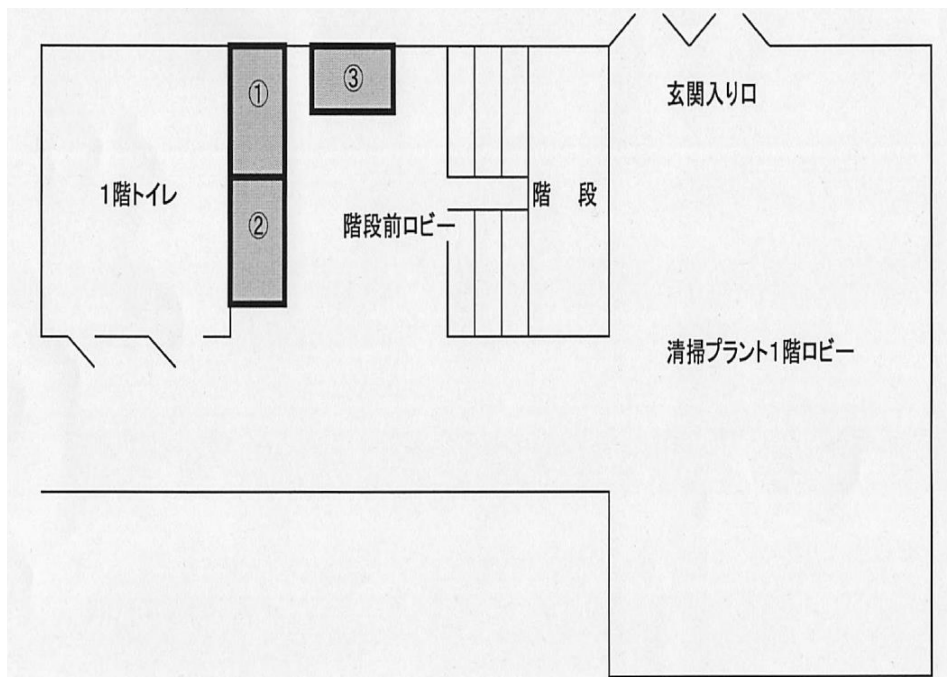 ①
③
玄関入り口
1階トイレ
②
階段前ロビー
階　段
清掃プラント1階ロビー